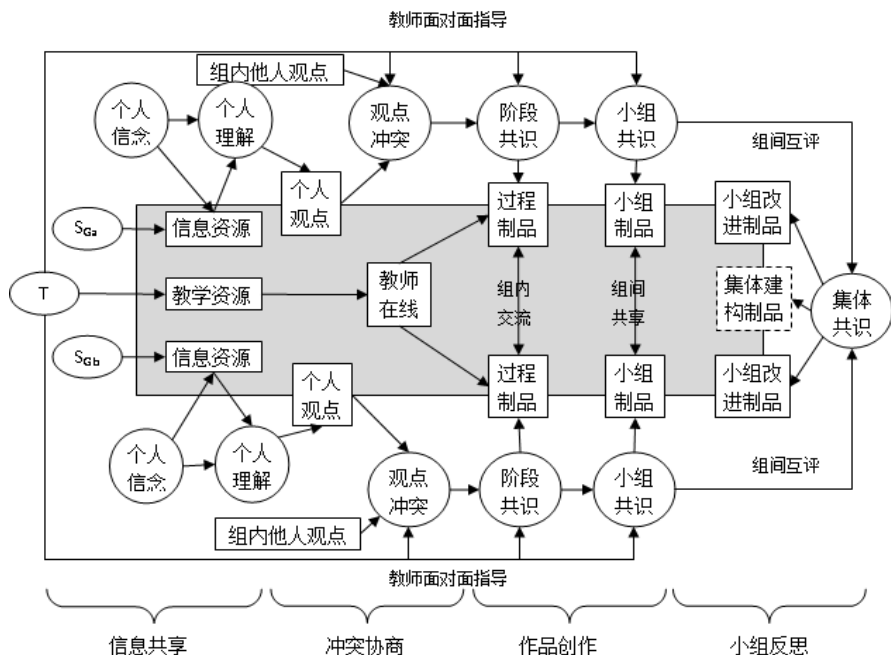 教师面对面指导
组内他人观点
个人
信念
个人
理解
观点
冲突
阶段
共识
小组
共识
组间互评
个人
观点
过程
制品
小组
制品
小组改
进制品
SGa
信息资源
T
教学资源
教师
在线
组内
交流
组间
共享
集体建
构制品
集体
共识
SGb
信息资源
个人
观点
过程
制品
小组
制品
小组改
进制品
个人
信念
个人
理解
观点
冲突
阶段
共识
小组
共识
组间互评
组内他人观点
教师面对面指导
信息共享
冲突协商
作品创作
小组反思